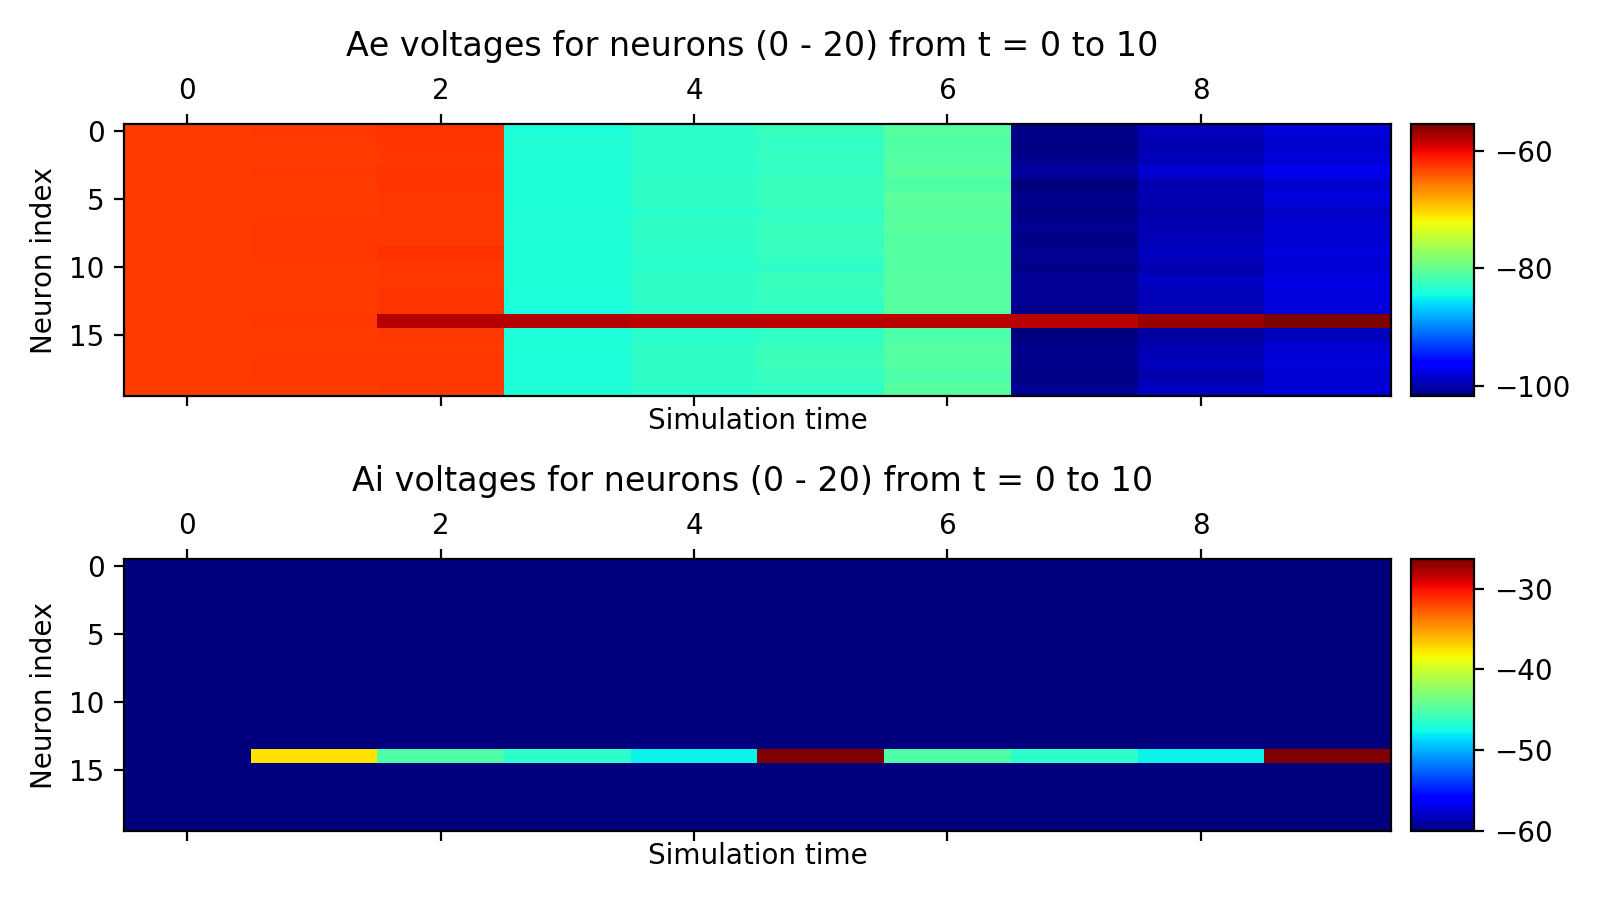 Ae voltages for neurons (0 - 20) from t = 0 to 10
0 2 4 6 8
0
5
10
15
Neuron index
Simulation time
−60
−80
−100
Ai voltages for neurons (0 - 20) from t = 0 to 10
0 2 4 6 8
0
5
10
15
Neuron index
Simulation time
−30
−40
−50
−60